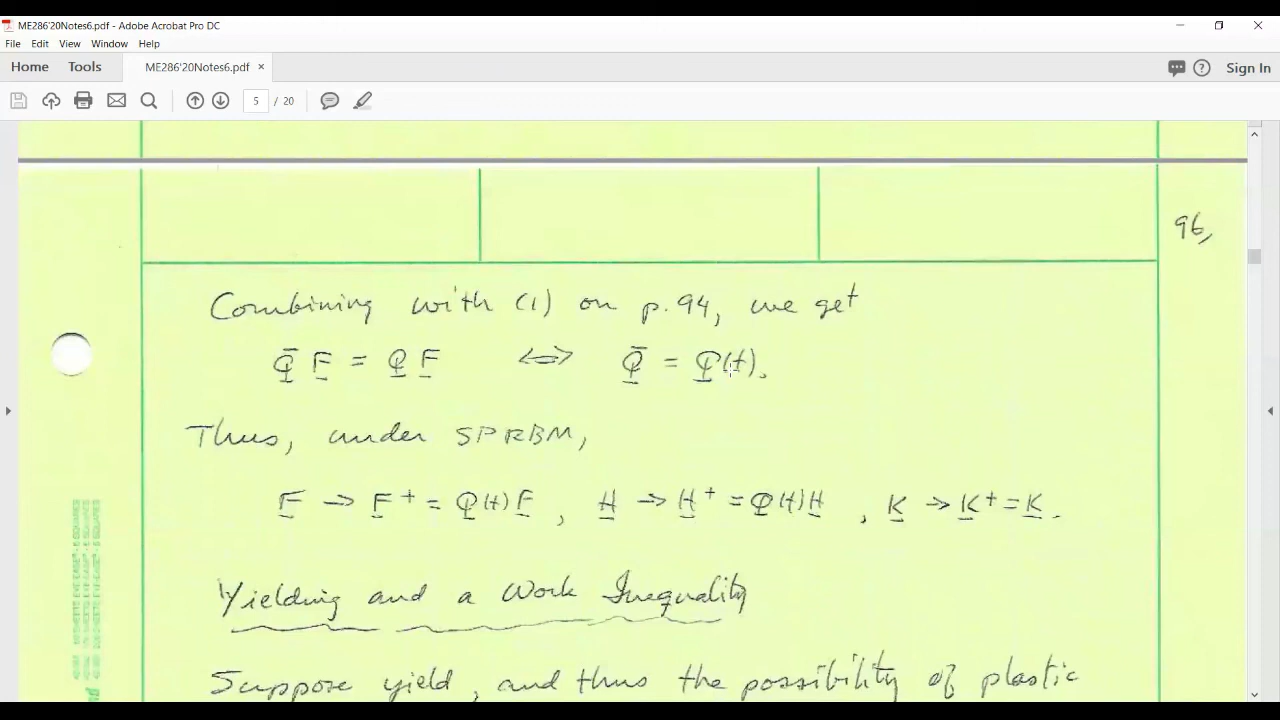 ME286'20Notes6.pdf - Adobe Acrobat Pro DC
File Edit View Window Help
Home Tools ME286'20Notes6.pdf × Sign In
5 / 20
96,
Combining with (1) on p.94, we get
Q̄ F = Q F ⇔ Q̄ = Q(t).
Thus, under SPRBM,
F → F⁺ = Q(t)F, H → H⁺ = Q(t)H, K → K⁺ = K.
Yielding and a Work Inequality
Suppose yield, and thus the possibility of plastic